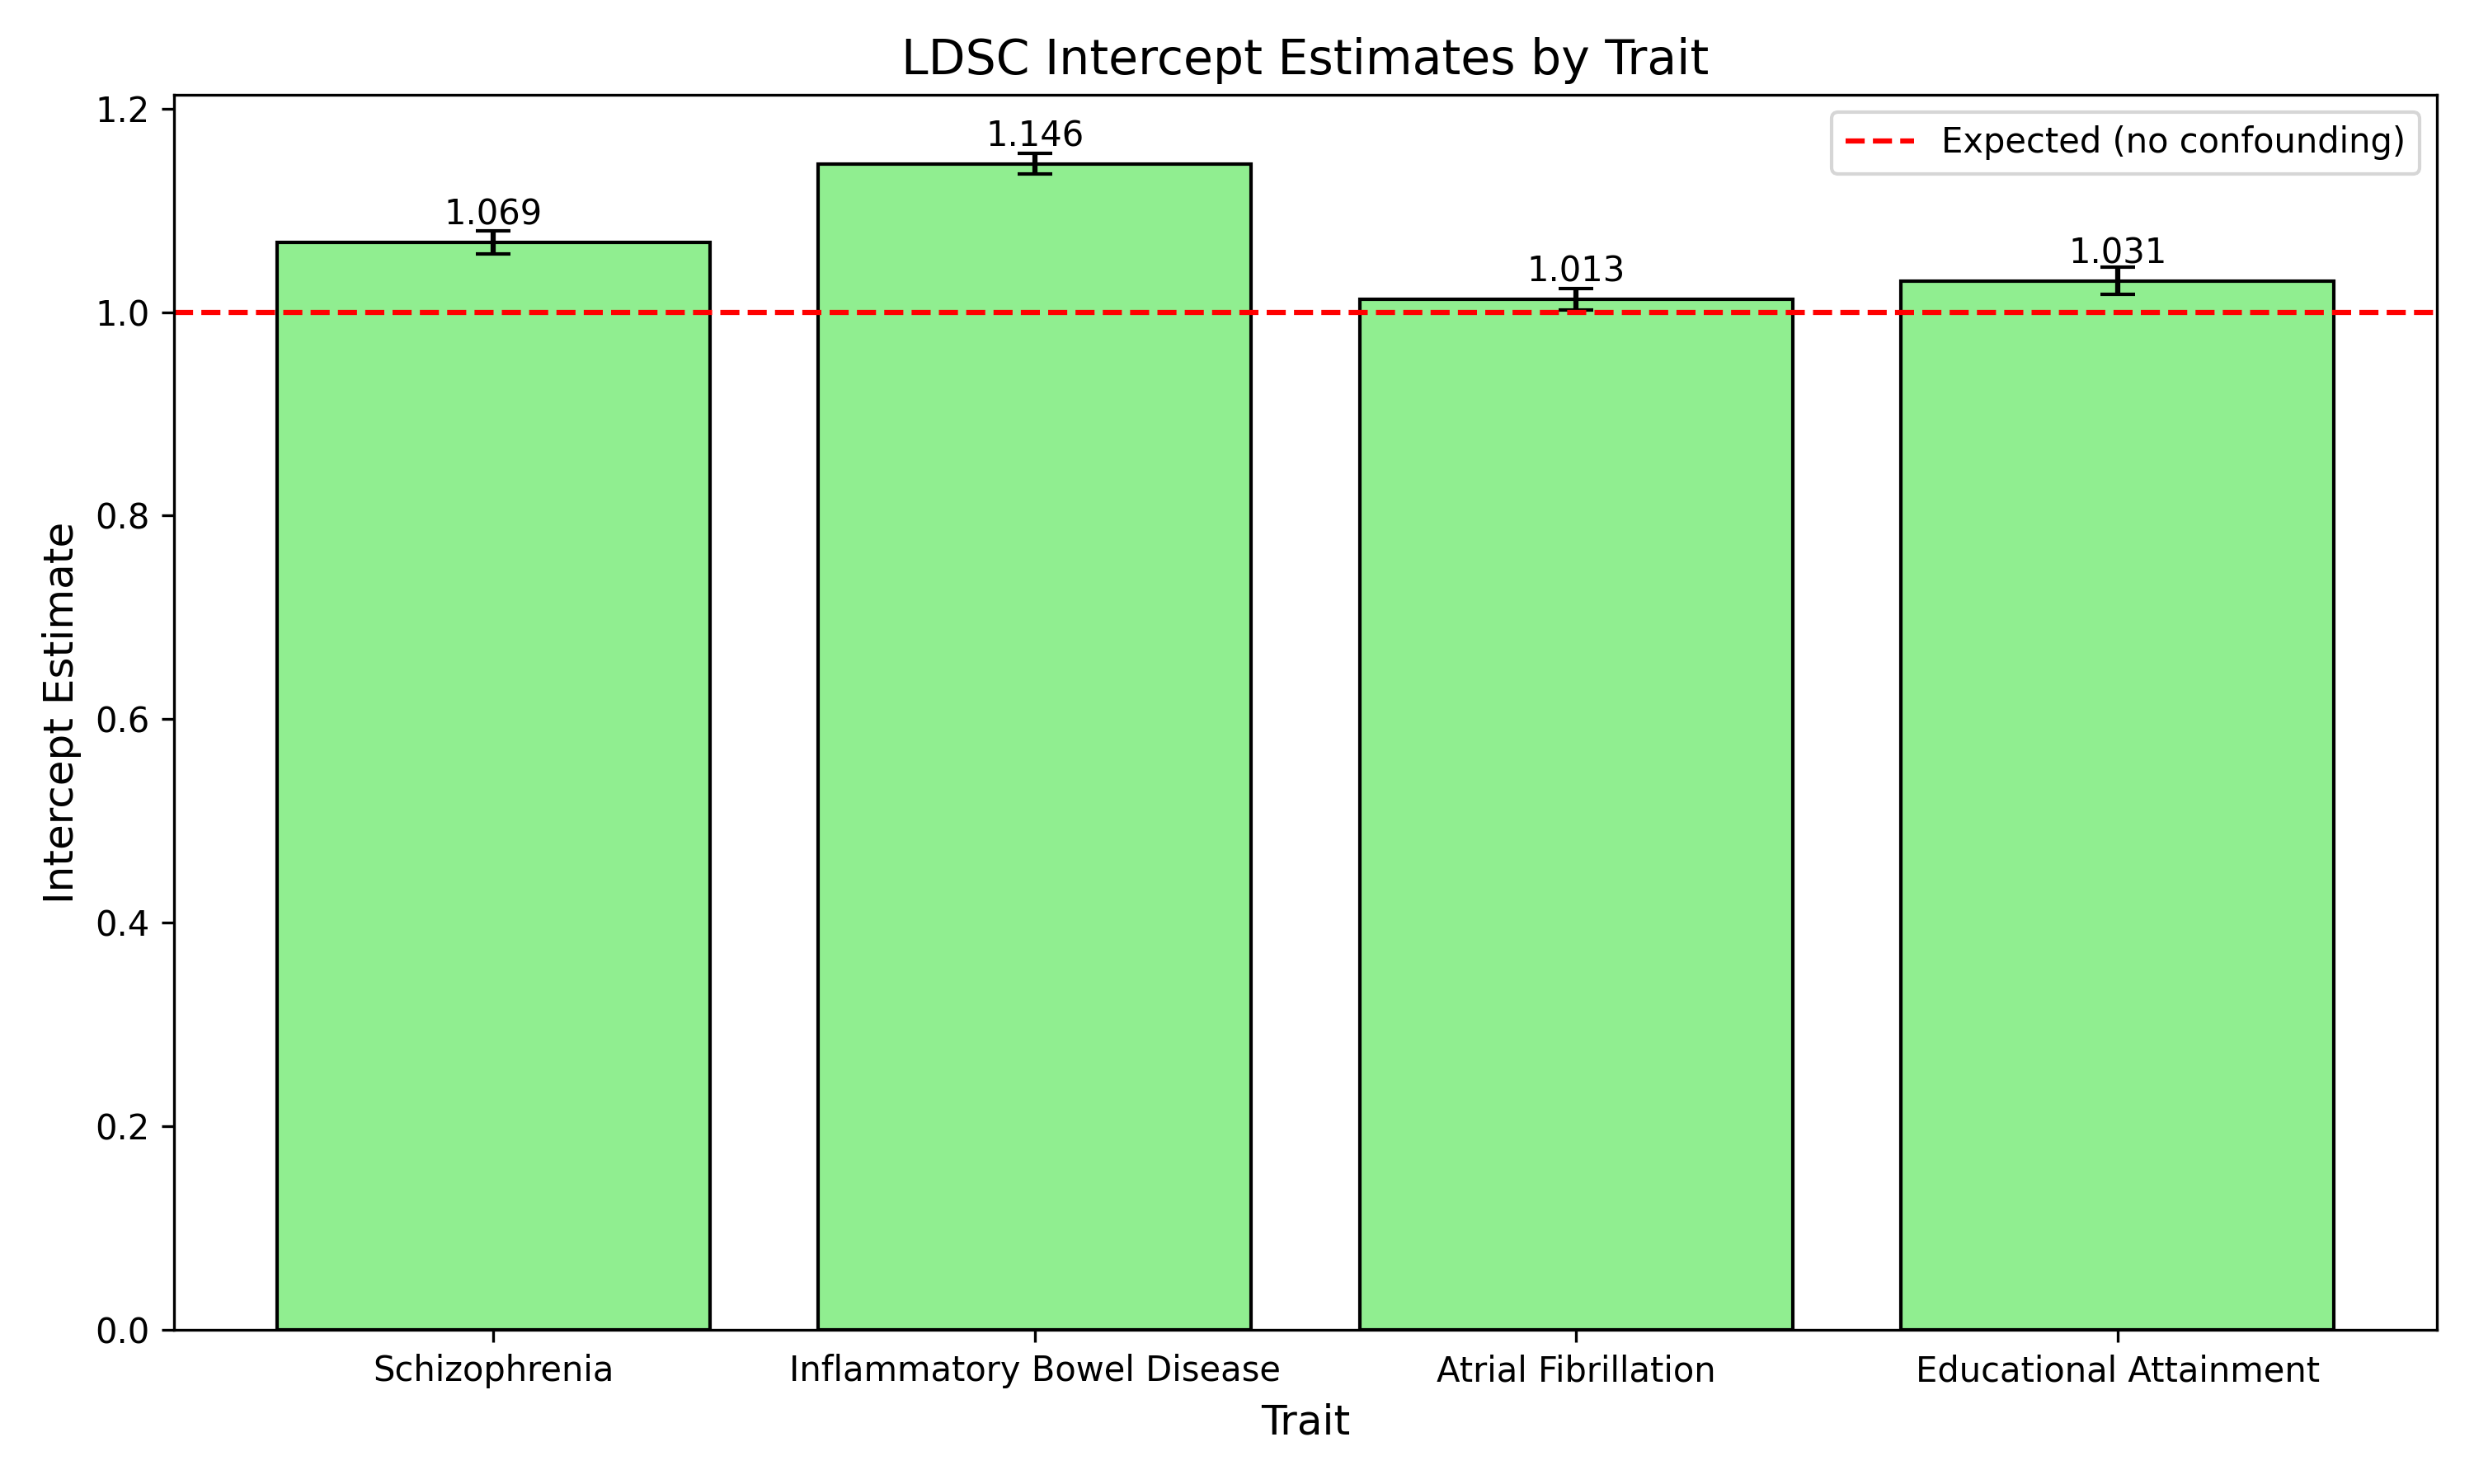 LDSC Intercept Estimates by Trait
Expected (no confounding)
1.069
1.146
1.013
1.031
Intercept Estimate
1.2
1.0
0.8
0.6
0.4
0.2
0.0
Schizophrenia
Inflammatory Bowel Disease
Atrial Fibrillation
Educational Attainment
Trait